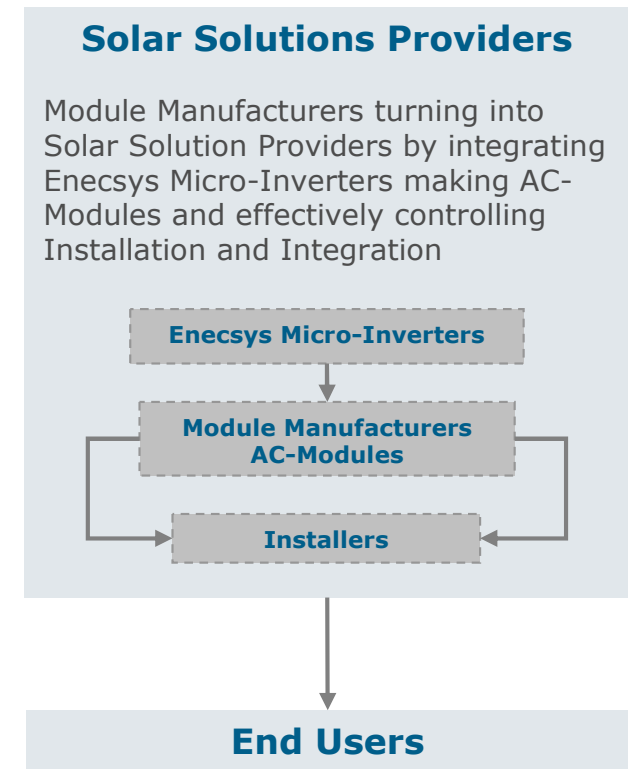 Solar Solutions Providers
Module Manufacturers turning into
Solar Solution Providers by integrating
Enecsys Micro-Inverters making AC-
Modules and effectively controlling
Installation and Integration
Enecsys Micro-Inverters
Module Manufacturers
AC-Modules
Installers
End Users